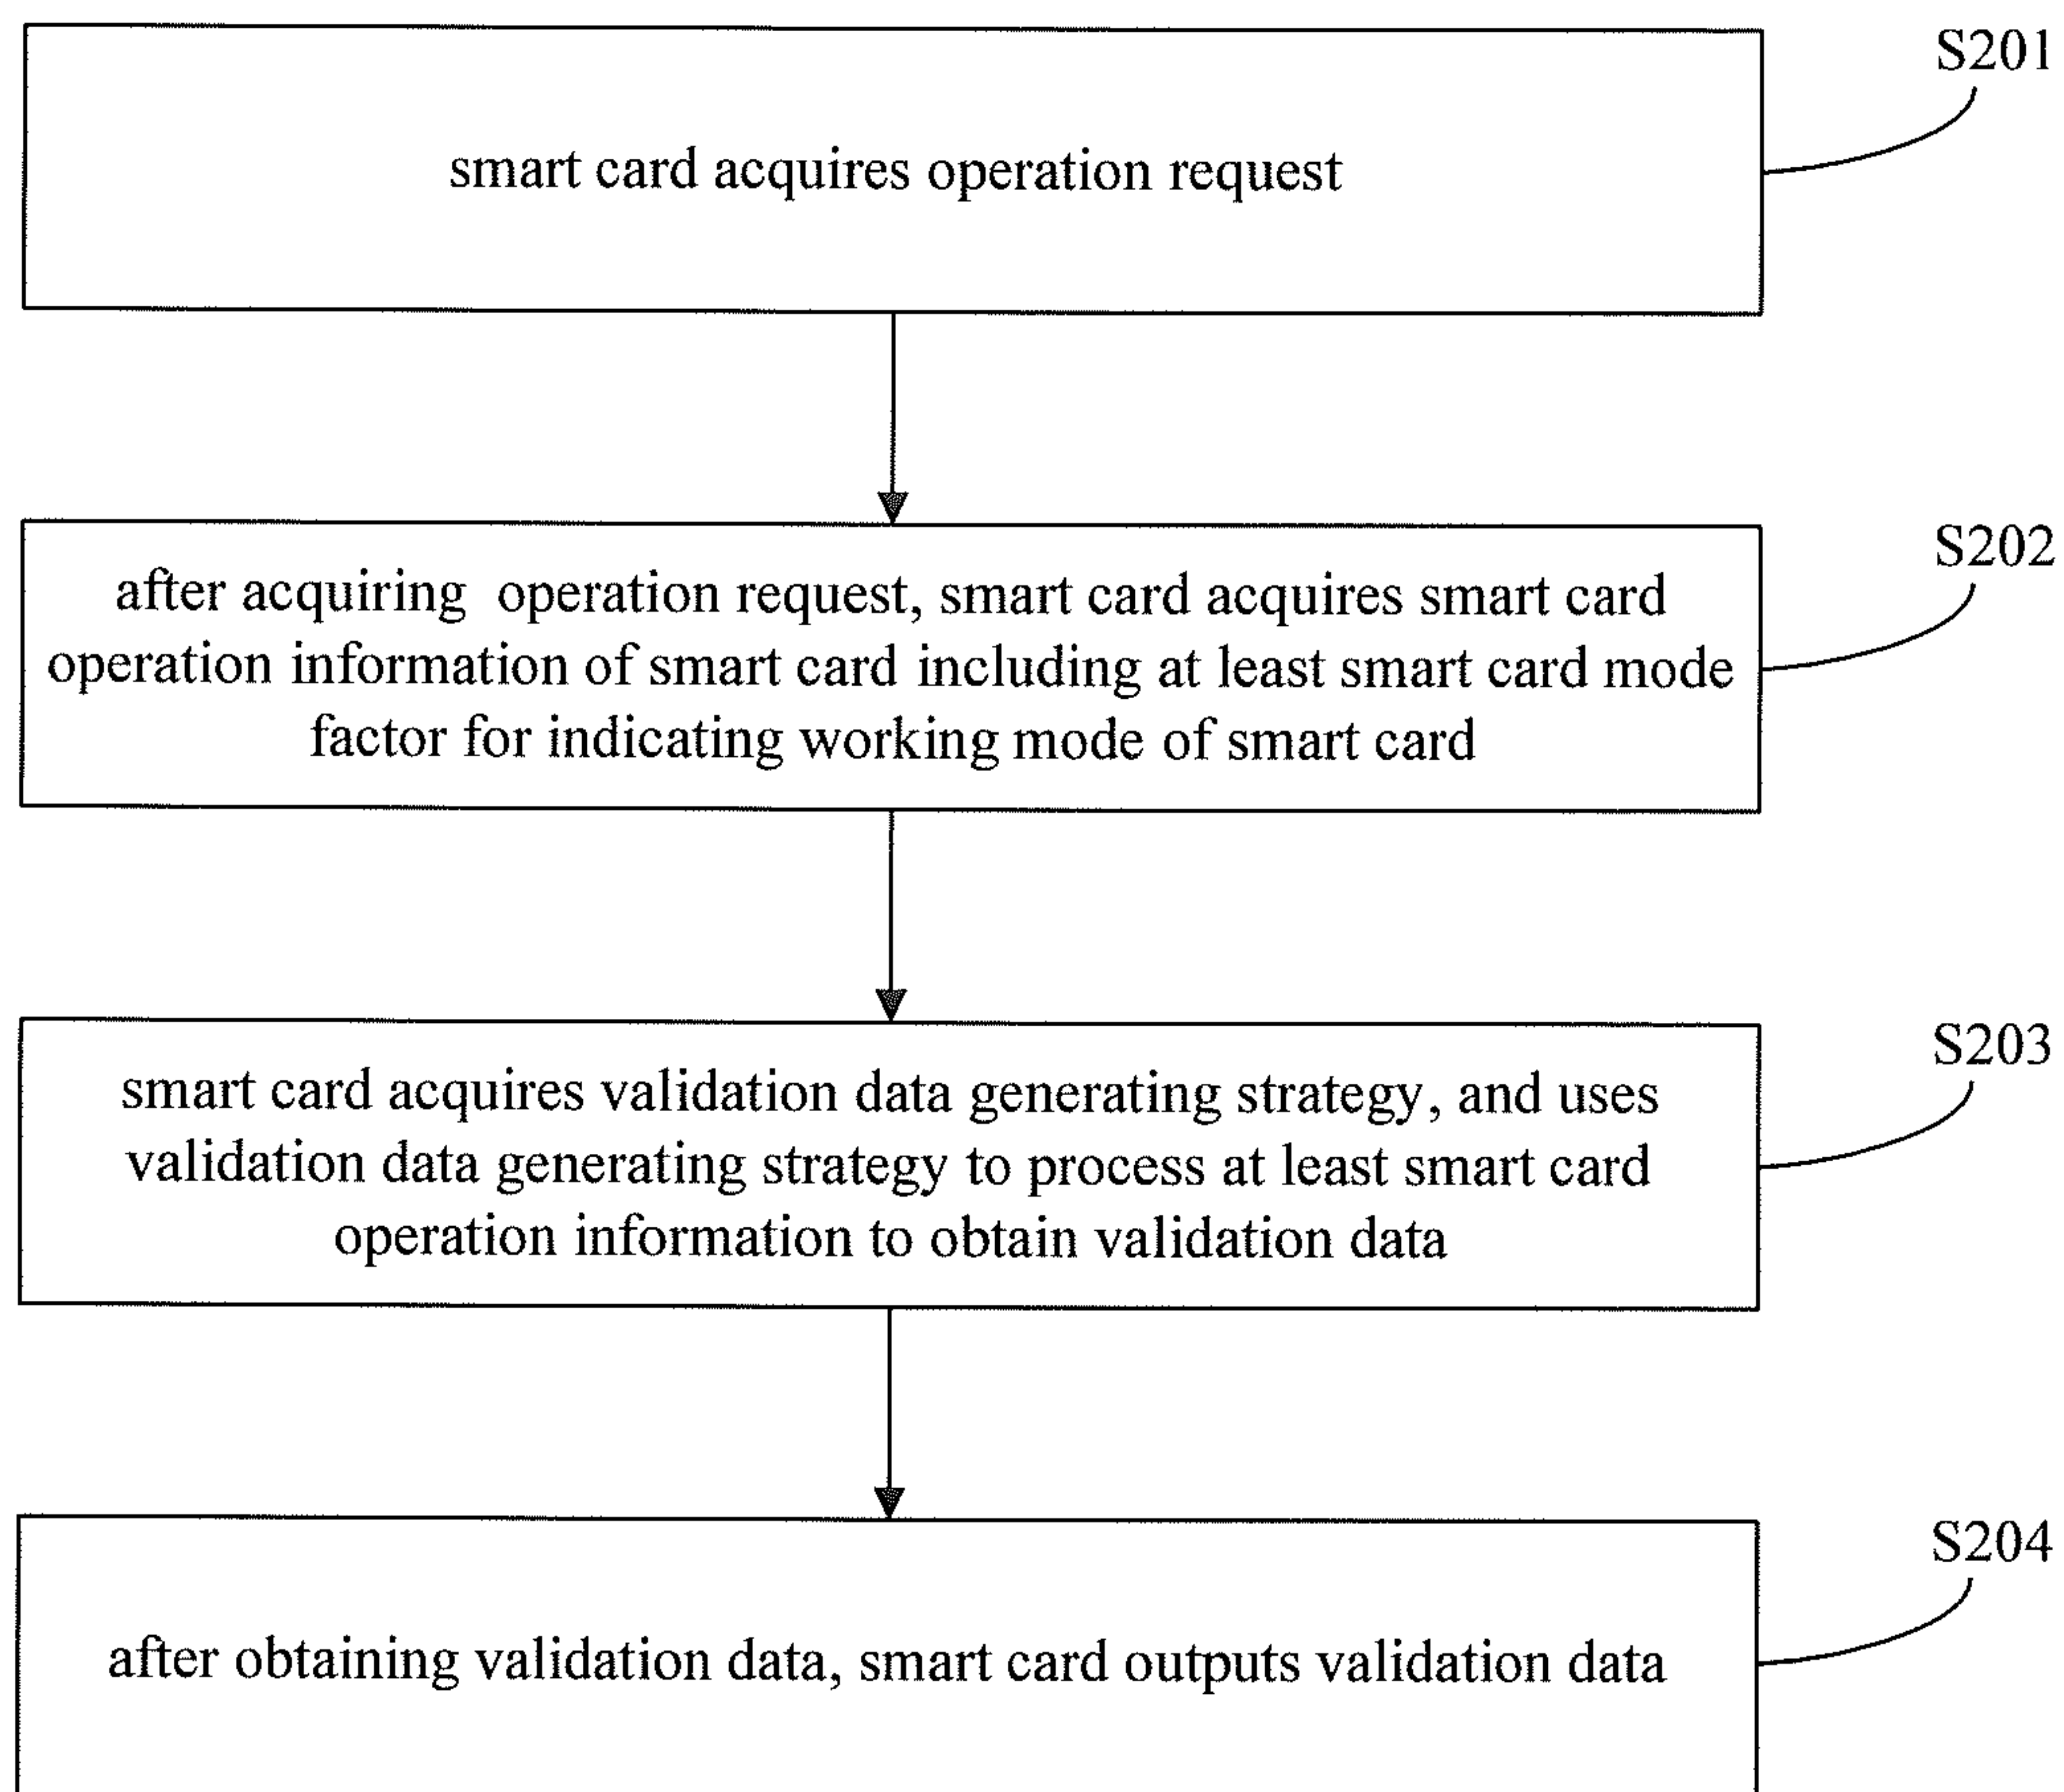 S201
smart card acquires operation request
S202
after acquiring operation request, smart card acquires smart card
operation information of smart card including at least smart card mode
factor for indicating working mode of smart card
S203
smart card acquires validation data generating strategy, and uses
validation data generating strategy to process at least smart card
operation information to obtain validation data
S204
after obtaining validation data, smart card outputs validation data